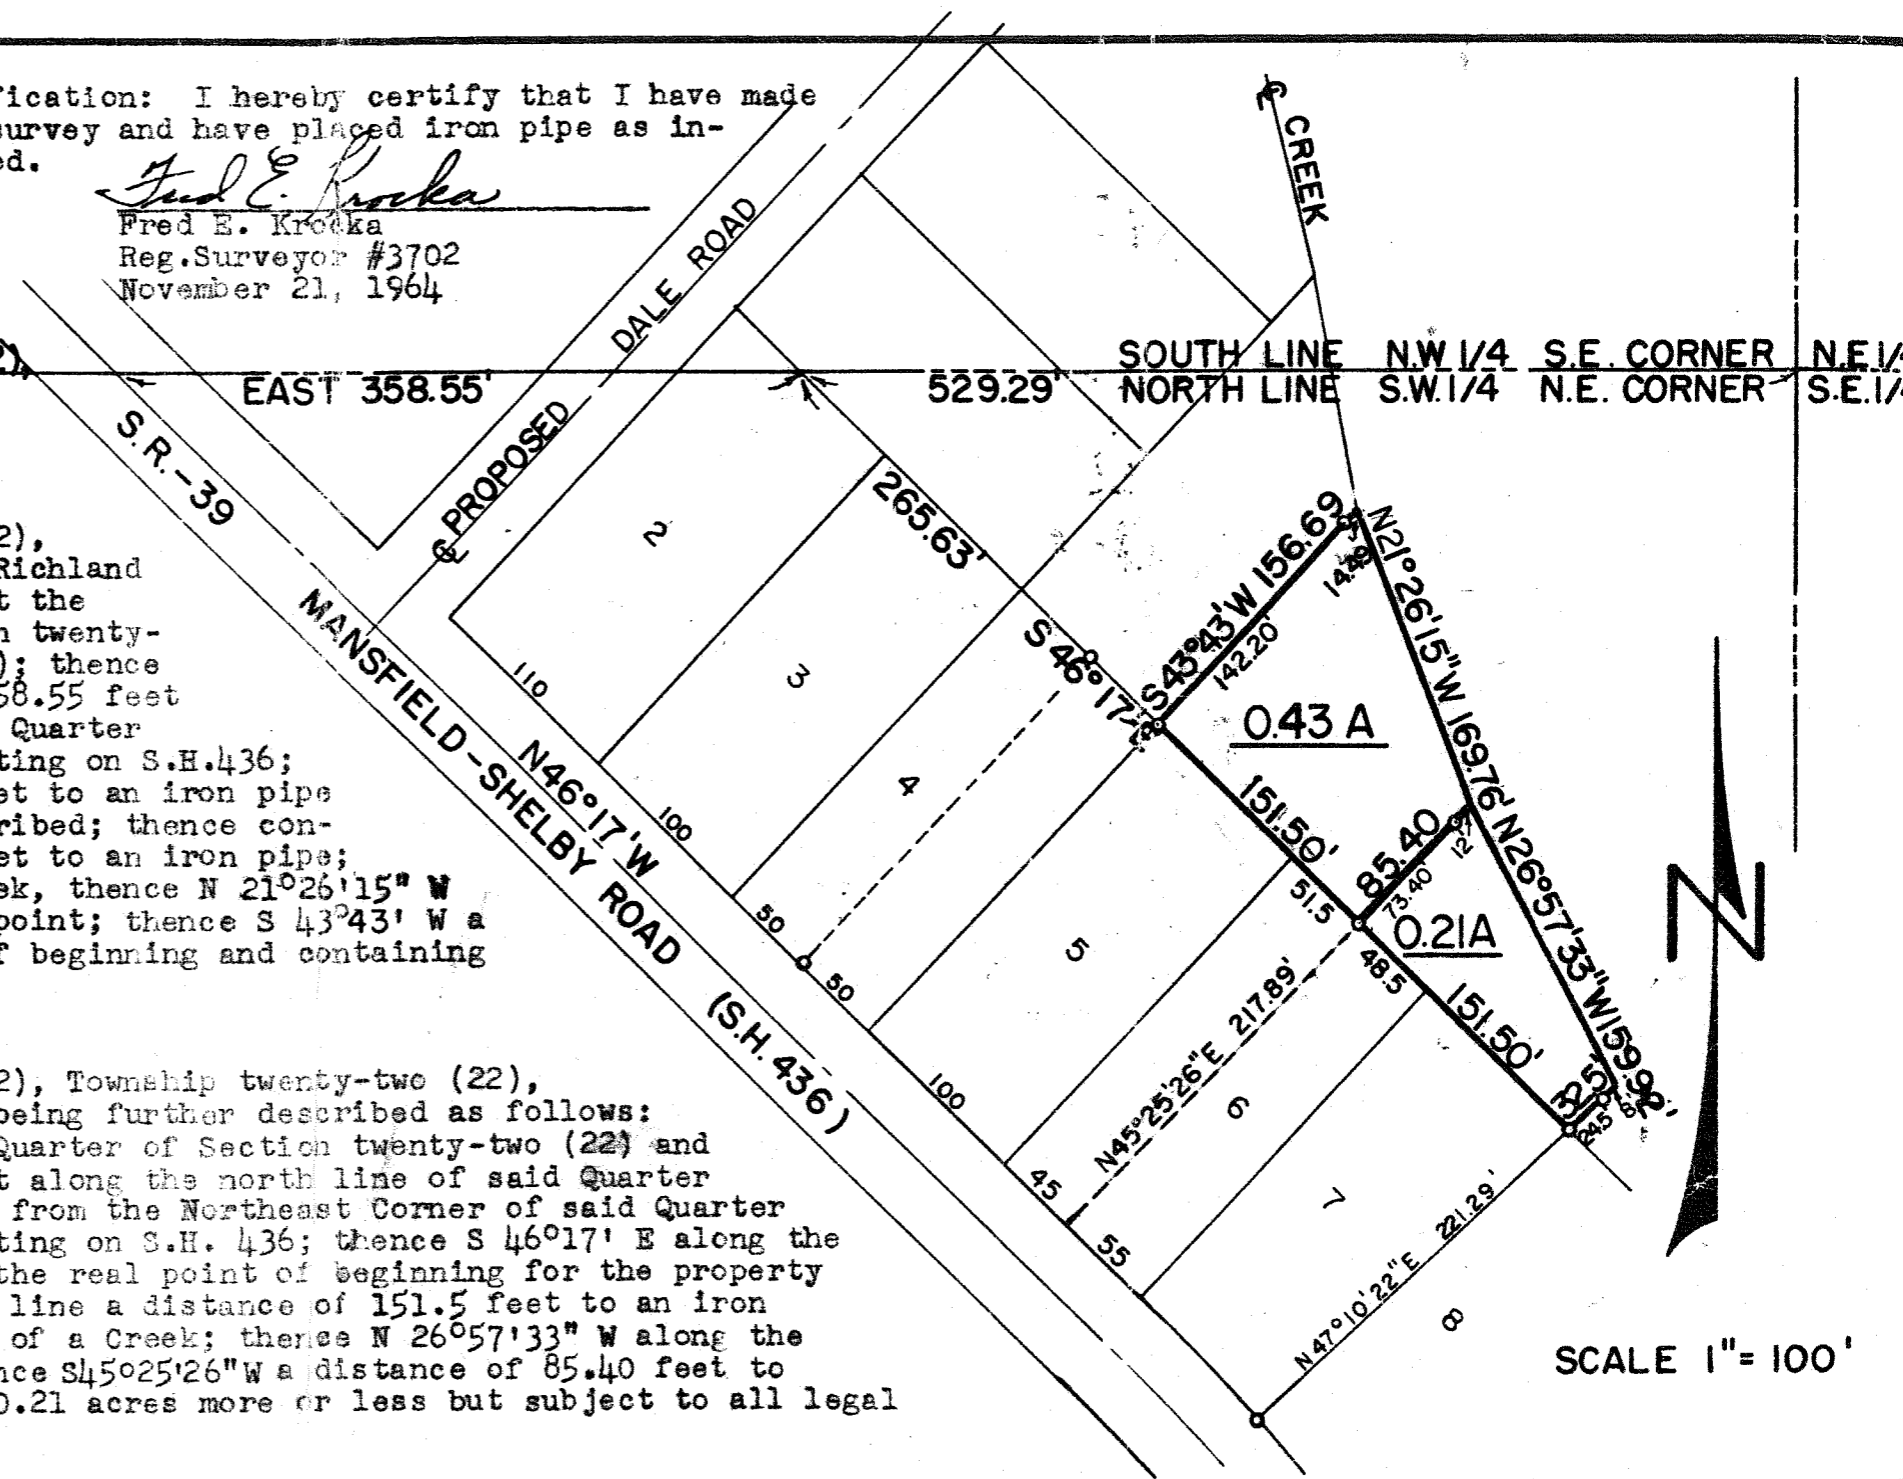 ication: I hereby certify that I have made
urvey and have placed iron pipe as in-
ed.
Fred E. Krocka
Fred E. Krocka
Reg.Surveyor #3702
November 21, 1964
2),
Richland
t the
n twenty-
); thence
58.55 feet
Quarter
ting on S.H.436;
et to an iron pipe
ribed; thence con-
et to an iron pipe;
ek, thence N 21°26'15" W
point; thence S 43°43' W a
f beginning and containing
2), Township twenty-two (22),
being further described as follows:
Quarter of Section twenty-two (22) and
t along the north line of said Quarter
from the Northeast Corner of said Quarter
ting on S.H. 436; thence S 46°17' E along the
the real point of beginning for the property
line a distance of 151.5 feet to an iron
of a Creek; thence N 26°57'33" W along the
nce S45°25'26"W a distance of 85.40 feet to
0.21 acres more or less but subject to all legal
2),
EAST 358.55'
529.29'
SOUTH LINE N.W 1/4 S.E. CORNER N.E 1/4
NORTH LINE S.W. 1/4 N.E. CORNER S.E. 1/4
℄ CREEK
℄ PROPOSED DALE ROAD
S.R.-39
MANSFIELD-SHELBY ROAD (S.H. 436)
N46°17'W
265.63'
S 46°17'
S43°43'W 156.69
142.20'
14.49
N21°26'15"W 169.76'
0.43 A
151.50'
85.40
73.40'
12'
0.21A
N26°57'33"W 159.92'
151.50'
51.5
48.5
32.5
24.5
8'
110
100
50
50
100
45
55
2
3
4
5
6
7
8
N45°25'26"E 217.89'
N47°10'22"E 221.29'
N
SCALE 1"= 100'